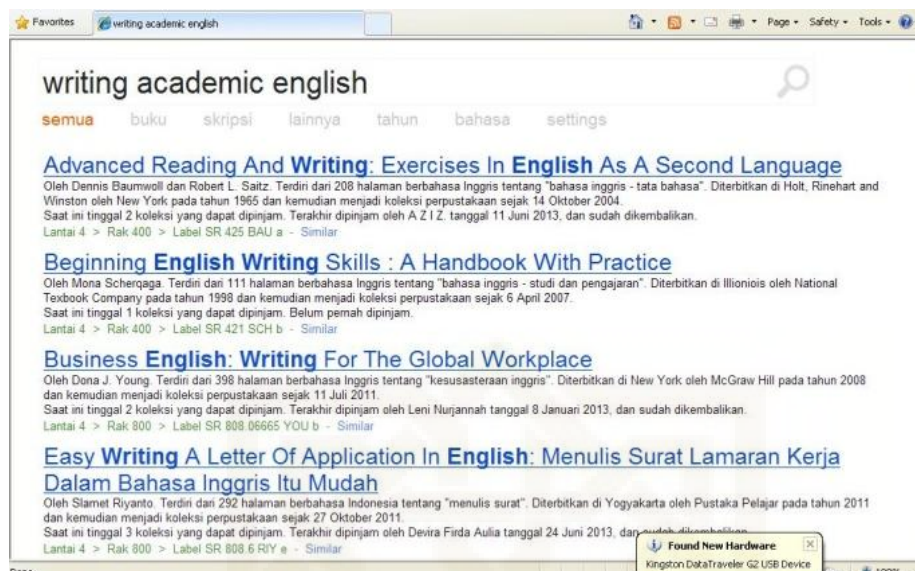 Favorites
writing academic english
Page
Safety
Tools
writing academic english
semua buku skripsi lainnya tahun bahasa settings
Advanced Reading And Writing: Exercises In English As A Second Language
Oleh Dennis Baumwoll dan Robert L. Saitz. Terdiri dari 208 halaman berbahasa Inggris tentang "bahasa inggris - tata bahasa". Diterbitkan di Holt, Rinehart and
Winston oleh New York pada tahun 1965 dan kemudian menjadi koleksi perpustakaan sejak 14 Oktober 2004.
Saat ini tinggal 2 koleksi yang dapat dipinjam. Terakhir dipinjam oleh A Z I Z. tanggal 11 Juni 2013, dan sudah dikembalikan.
Lantai 4 > Rak 400 > Label SR 425 BAU a - Similar
Beginning English Writing Skills : A Handbook With Practice
Oleh Mona Scherqaga. Terdiri dari 111 halaman berbahasa Inggris tentang "bahasa inggris - studi dan pengajaran". Diterbitkan di Illioniois oleh National
Texbook Company pada tahun 1998 dan kemudian menjadi koleksi perpustakaan sejak 6 April 2007.
Saat ini tinggal 1 koleksi yang dapat dipinjam. Belum pernah dipinjam.
Lantai 4 > Rak 400 > Label SR 421 SCH b - Similar
Business English: Writing For The Global Workplace
Oleh Dona J. Young. Terdiri dari 398 halaman berbahasa Inggris tentang "kesusasteraan inggris". Diterbitkan di New York oleh McGraw Hill pada tahun 2008
dan kemudian menjadi koleksi perpustakaan sejak 11 Juli 2011.
Saat ini tinggal 2 koleksi yang dapat dipinjam. Terakhir dipinjam oleh Leni Nurjannah tanggal 8 Januari 2013, dan sudah dikembalikan.
Lantai 4 > Rak 800 > Label SR 808.06665 YOU b - Similar
Easy Writing A Letter Of Application In English: Menulis Surat Lamaran Kerja
Dalam Bahasa Inggris Itu Mudah
Oleh Slamet Riyanto. Terdiri dari 292 halaman berbahasa Indonesia tentang "menulis surat". Diterbitkan di Yogyakarta oleh Pustaka Pelajar pada tahun 2011
dan kemudian menjadi koleksi perpustakaan sejak 27 Oktober 2011.
Saat ini tinggal 3 koleksi yang dapat dipinjam. Terakhir dipinjam oleh Devira Firda Aulia tanggal 24 Juni 2013, dan sudah dikembalikan
Lantai 4 > Rak 800 > Label SR 808.6 RIY e - Similar
Found New Hardware
Kingston DataTraveler G2 USB Device